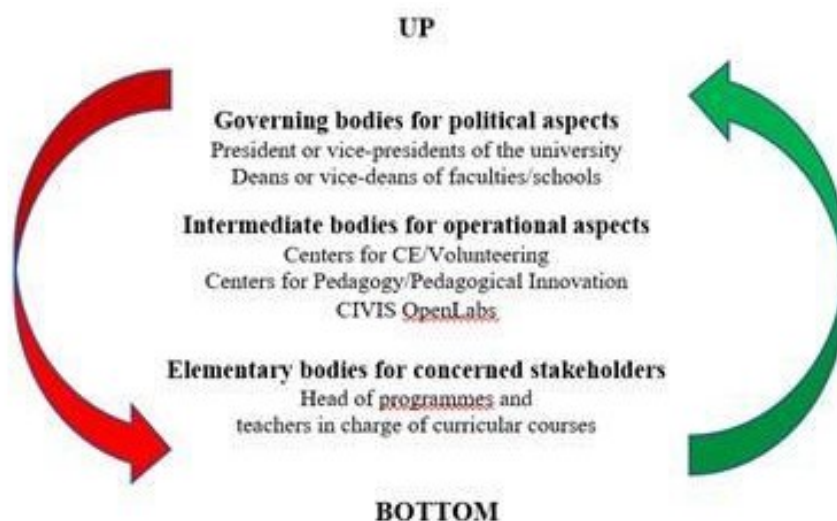 UP
Governing bodies for political aspects
President or vice-presidents of the university
Deans or vice-deans of faculties/schools
Intermediate bodies for operational aspects
Centers for CE/Volunteering
Centers for Pedagogy/Pedagogical Innovation
CIVIS OpenLabs
Elementary bodies for concerned stakeholders
Head of programmes and
teachers in charge of curricular courses
BOTTOM